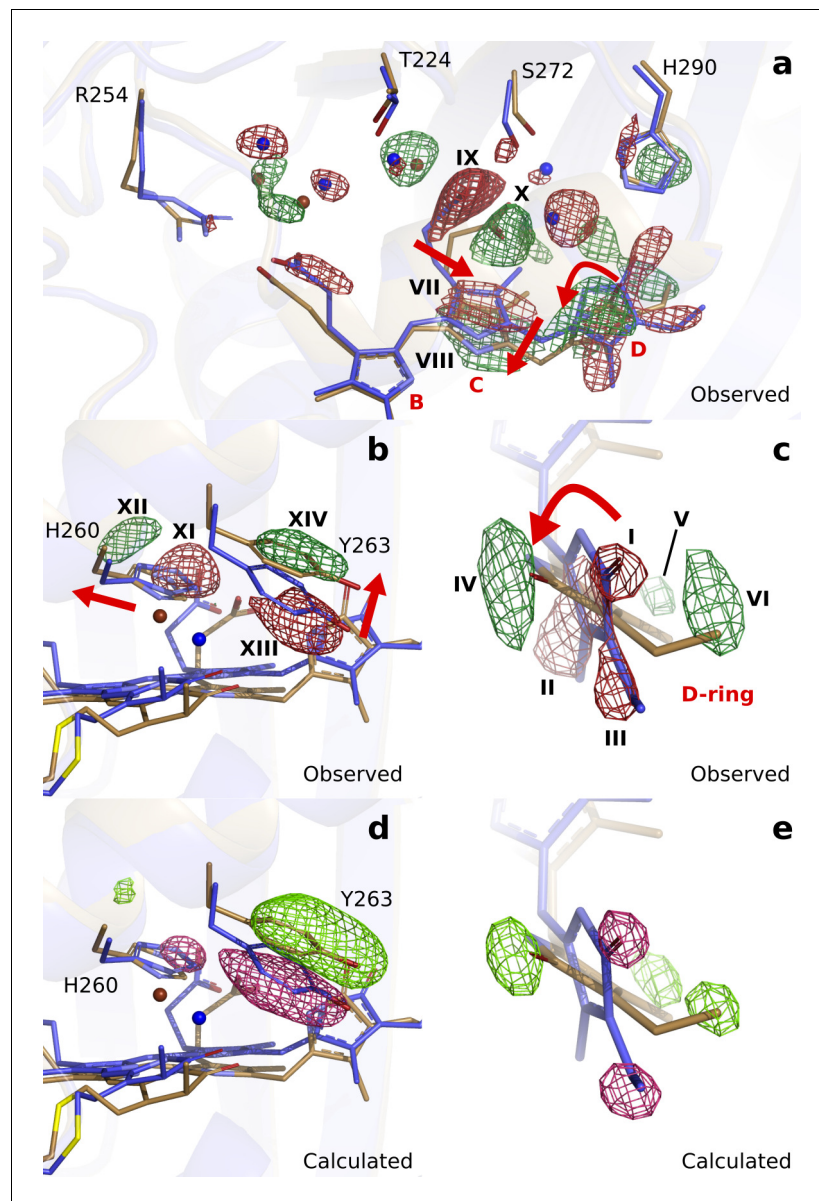 a
T224
S272
H290
R254
IX
X
VII
VIII
B
C
D
Observed
b
XII
H260
XI
XIV
Y263
XIII
Observed
c
I
V
IV
VI
II
III
D-ring
Observed
d
Y263
H260
Calculated
e
Calculated